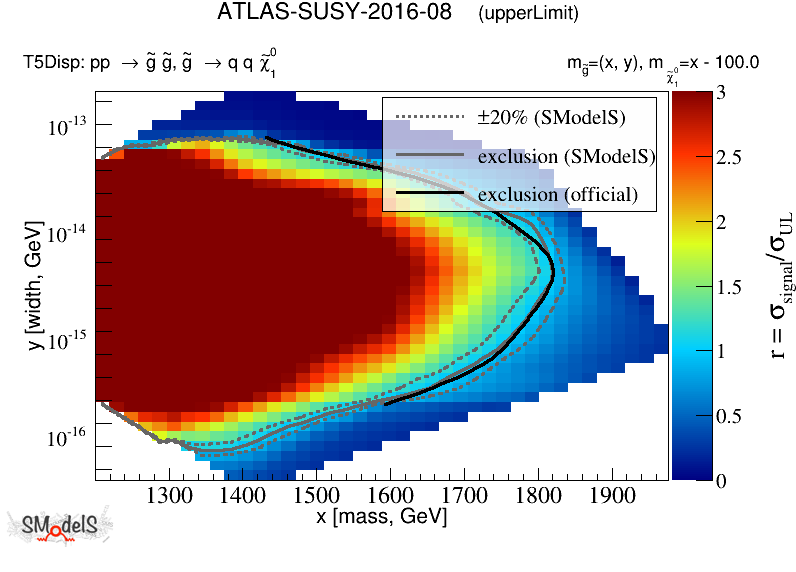 ATLAS-SUSY-2016-08 (upperLimit)
T5Disp: pp → g̃ g̃, g̃ → q q χ̃₁⁰
m_g̃=(x, y), m_χ̃₁⁰=x - 100.0
±20% (SModelS)
exclusion (SModelS)
exclusion (official)
y [width, GeV]
10⁻¹³
10⁻¹⁴
10⁻¹⁵
10⁻¹⁶
1300 1400 1500 1600 1700 1800 1900
x [mass, GeV]
3
2.5
2
1.5
1
0.5
0
r = σ_signal/σ_UL
SModelS